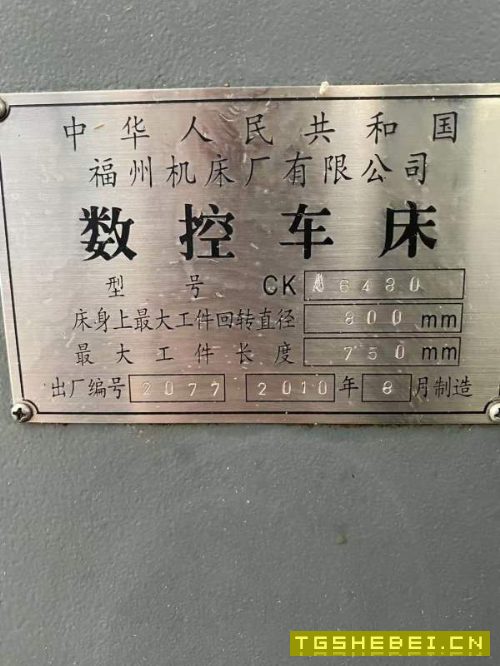 中华人民共和国
福州机床厂有限公司
数控车床
型号 CK A6480
床身上最大工件回转直径 800 mm
最大工件长度 750 mm
出厂编号 2077 2010 年 8 月制造
TGSHEBEI.CN